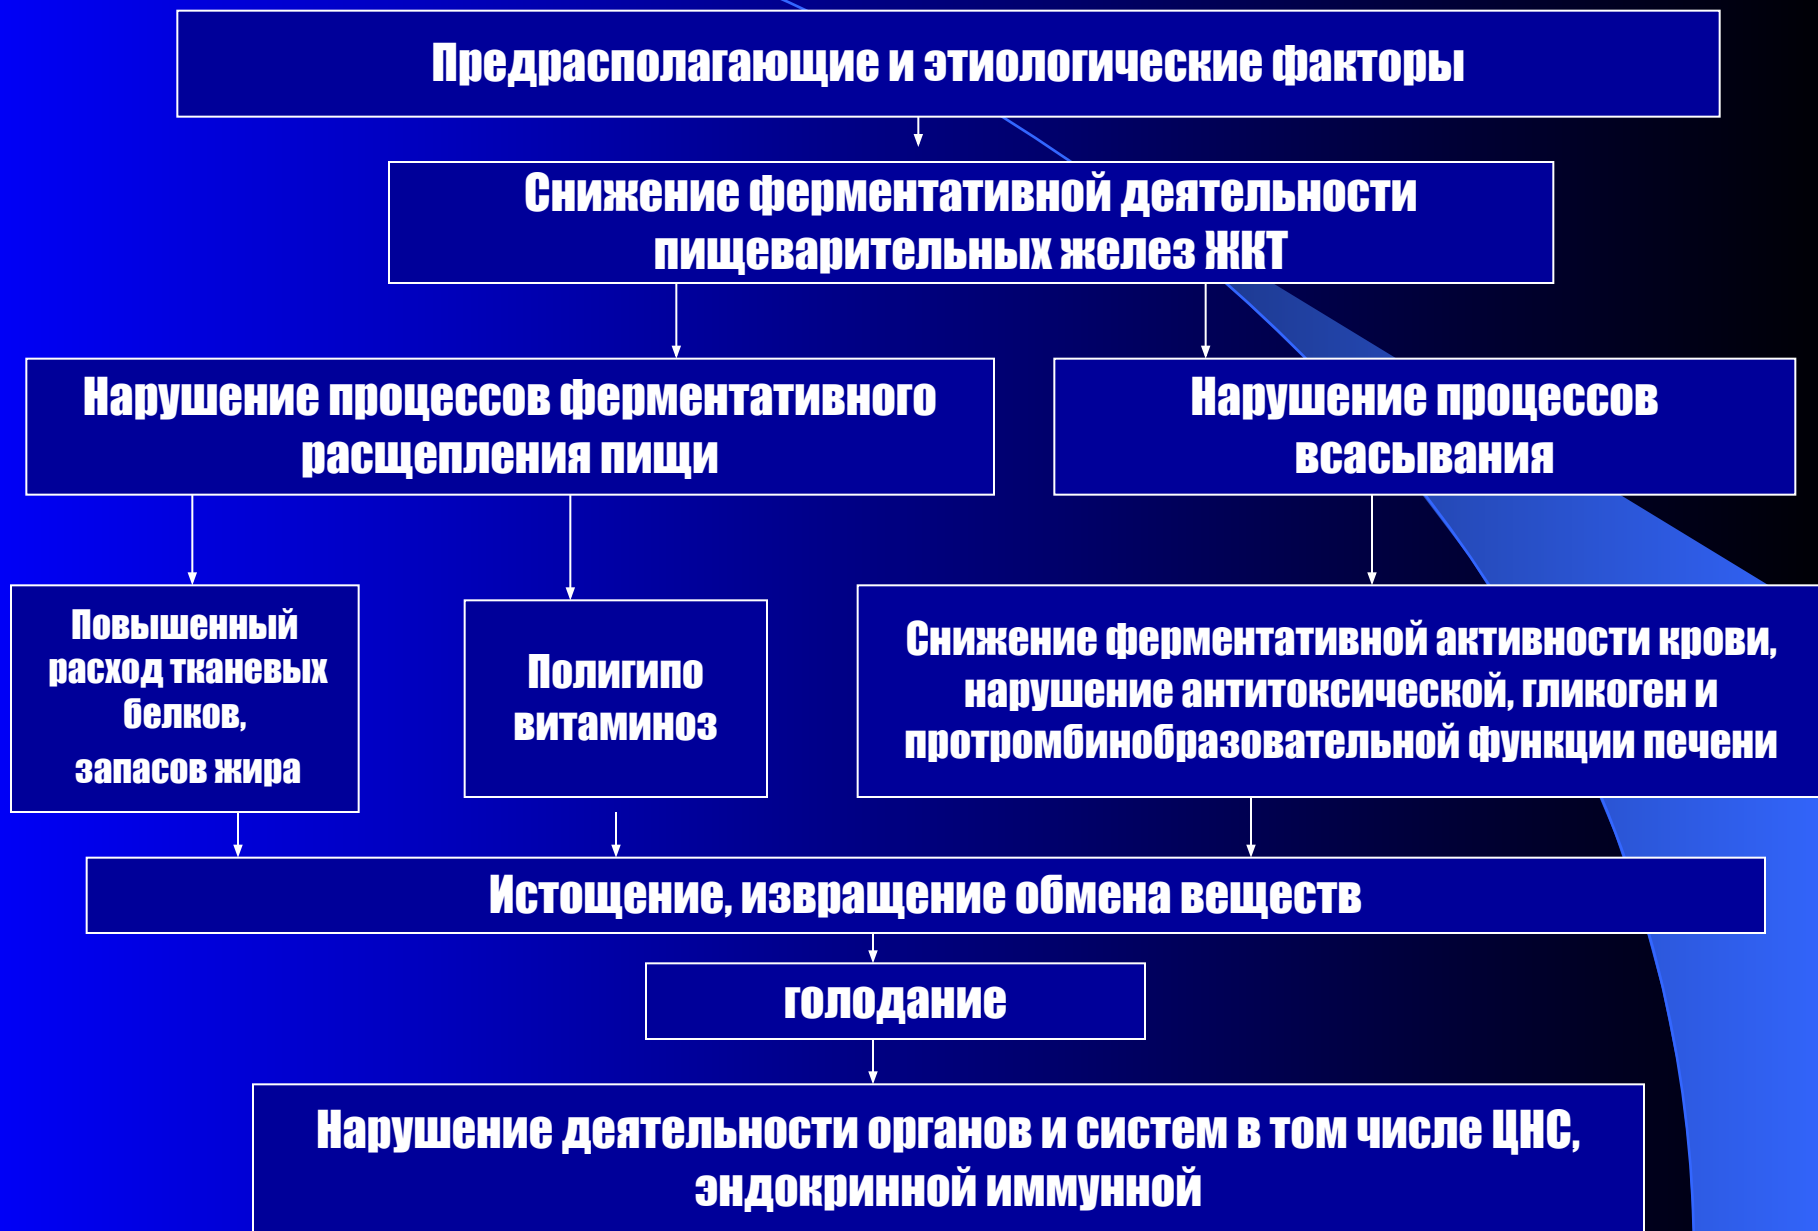 Предрасполагающие и этиологические факторы
Снижение ферментативной деятельности
пищеварительных желез ЖКТ
Нарушение процессов ферментативного
расщепления пищи
Нарушение процессов
всасывания
Повышенный
расход тканевых
белков,
запасов жира
Полигипо
витаминоз
Снижение ферментативной активности крови,
нарушение антитоксической, гликоген и
протромбинобразовательной функции печени
Истощение, извращение обмена веществ
голодание
Нарушение деятельности органов и систем в том числе ЦНС,
эндокринной иммунной